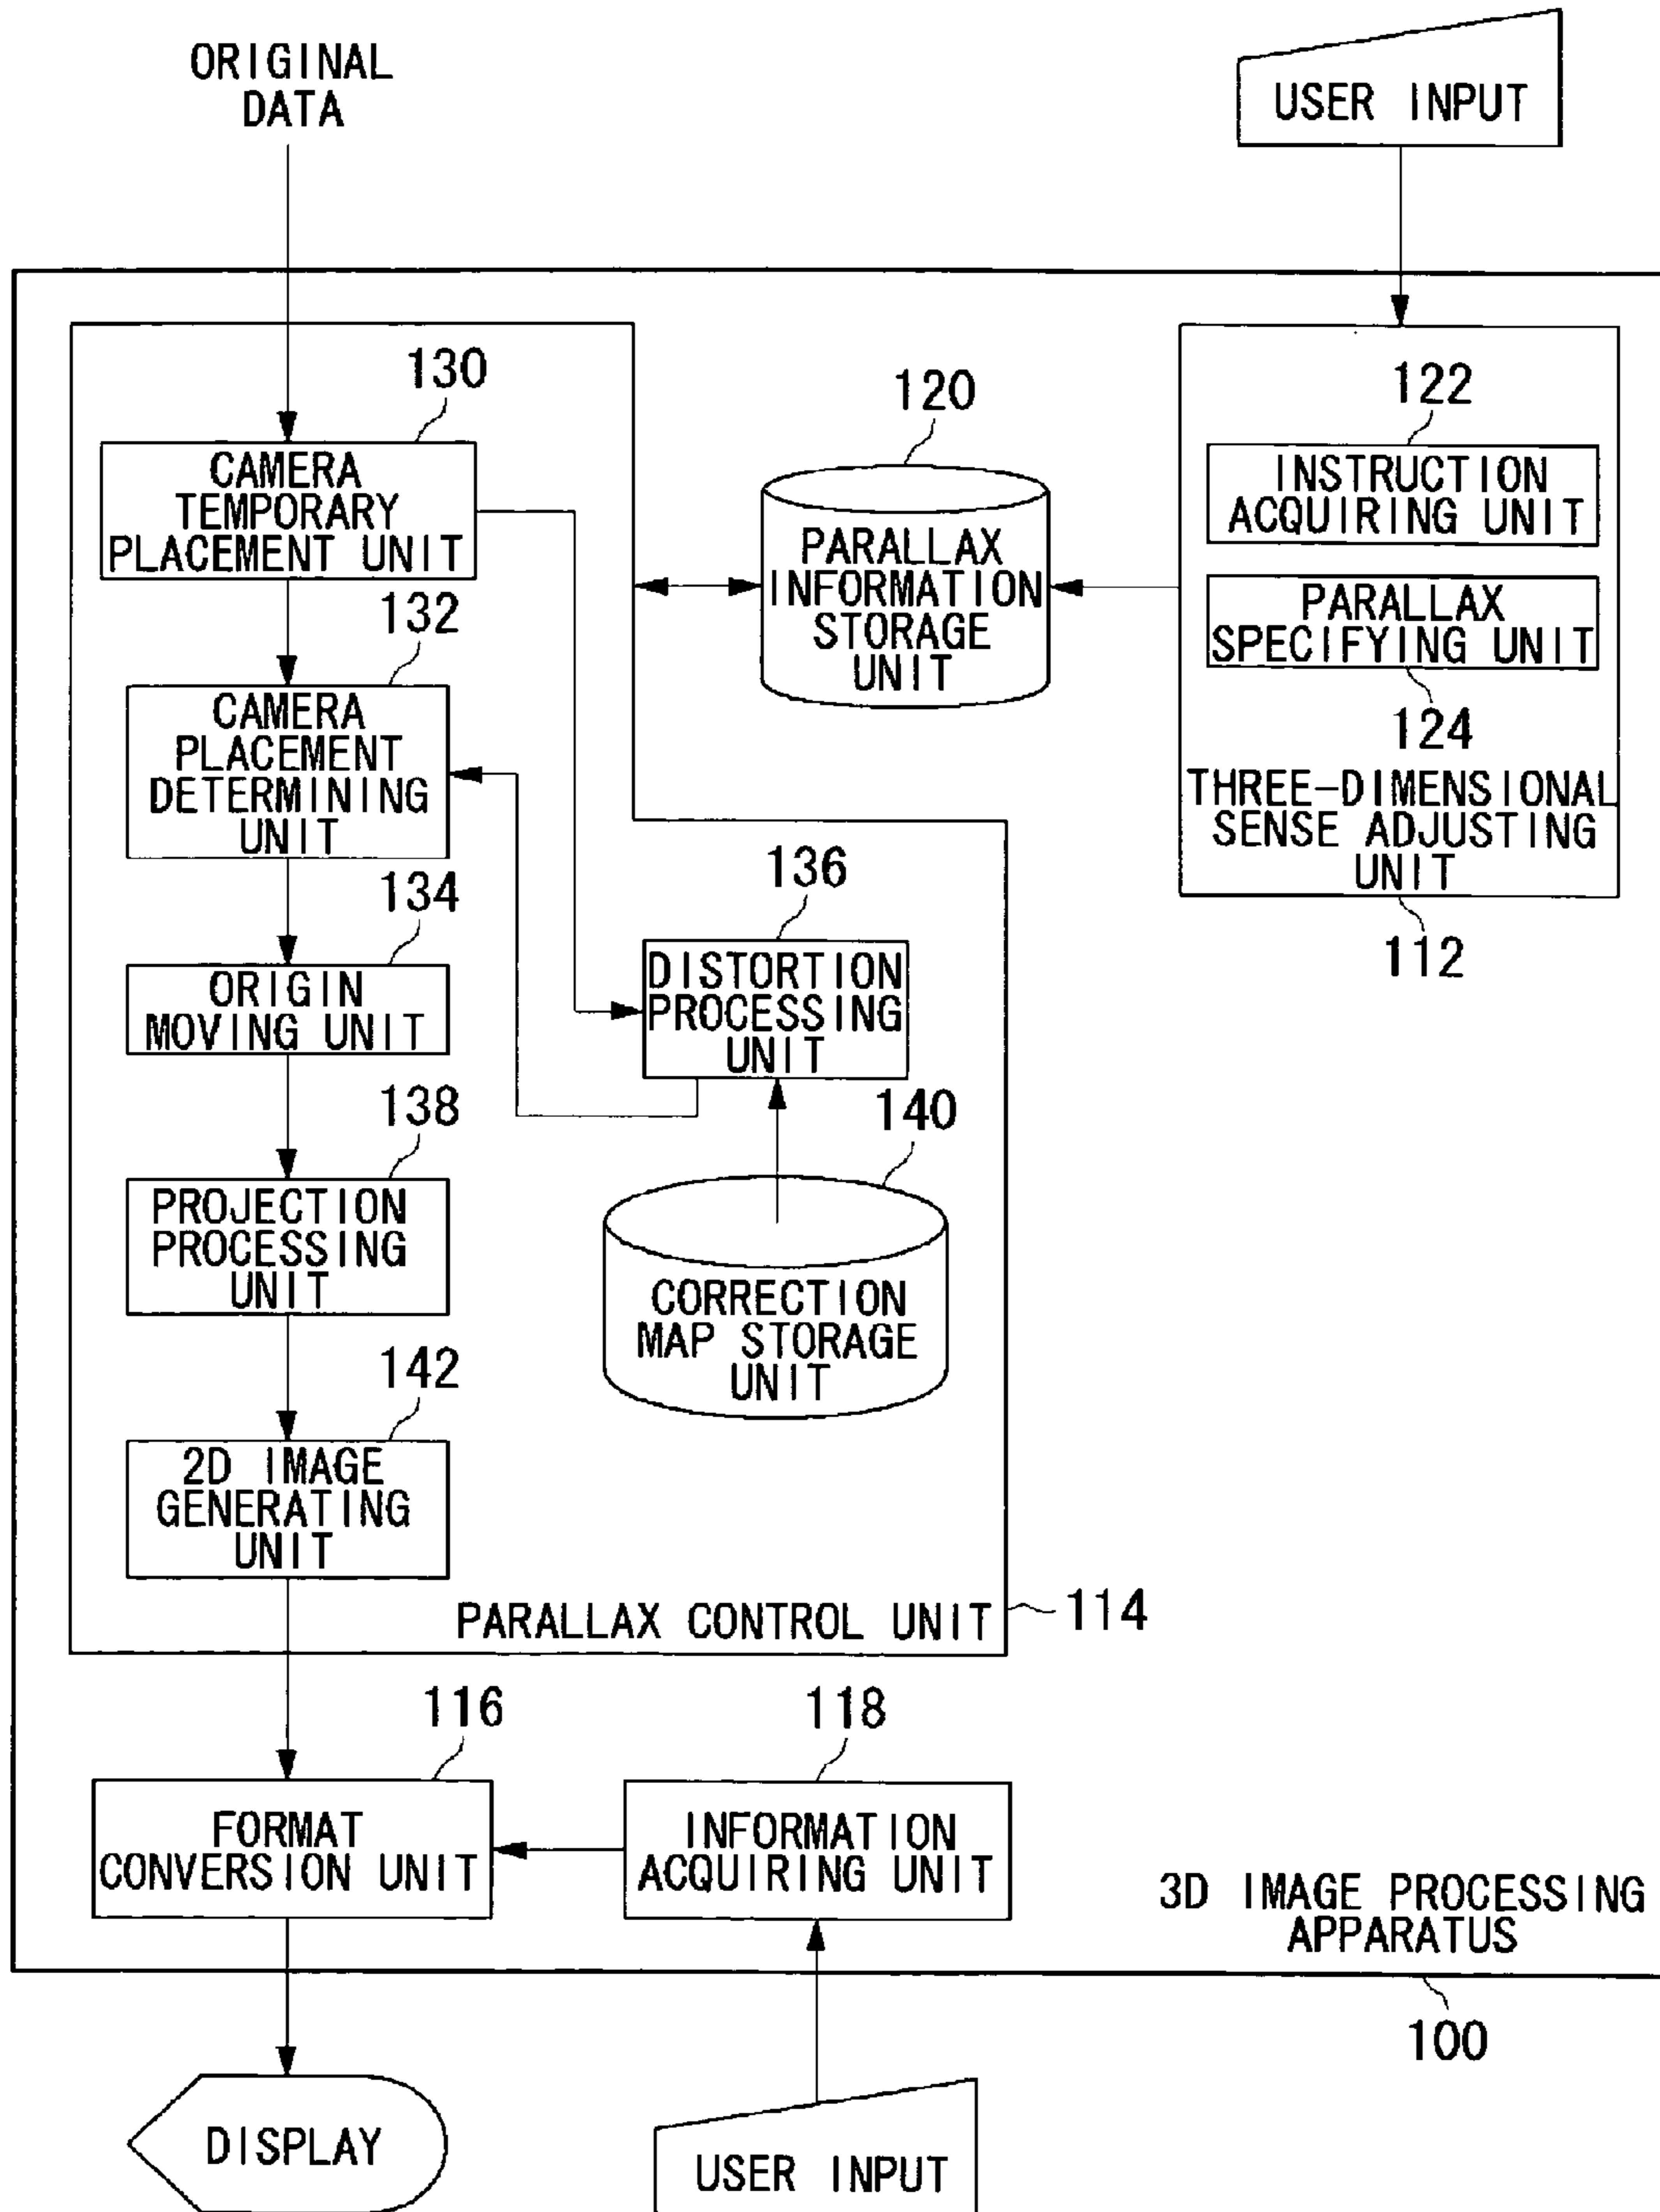 ORIGINAL
DATA
USER INPUT
130
CAMERA
TEMPORARY
PLACEMENT UNIT
120
PARALLAX
INFORMATION
STORAGE
UNIT
122
INSTRUCTION
ACQUIRING UNIT
PARALLAX
SPECIFYING UNIT
124
THREE-DIMENSIONAL
SENSE ADJUSTING
UNIT
112
132
CAMERA
PLACEMENT
DETERMINING
UNIT
134
ORIGIN
MOVING UNIT
136
DISTORTION
PROCESSING
UNIT
138
PROJECTION
PROCESSING
UNIT
140
CORRECTION
MAP STORAGE
UNIT
142
2D IMAGE
GENERATING
UNIT
PARALLAX CONTROL UNIT
114
116
FORMAT
CONVERSION UNIT
118
INFORMATION
ACQUIRING UNIT
3D IMAGE PROCESSING
APPARATUS
100
DISPLAY
USER INPUT